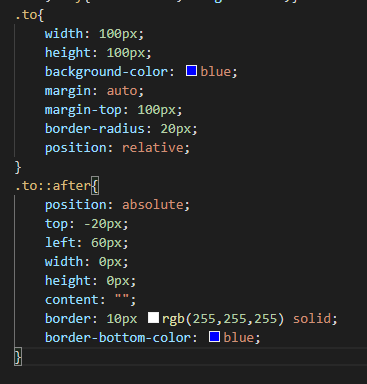 .to{
width: 100px;
height: 100px;
background-color: blue;
margin: auto;
margin-top: 100px;
border-radius: 20px;
position: relative;
}
.to::after{
position: absolute;
top: -20px;
left: 60px;
width: 0px;
height: 0px;
content: "";
border: 10px rgb(255,255,255) solid;
border-bottom-color: blue;
}